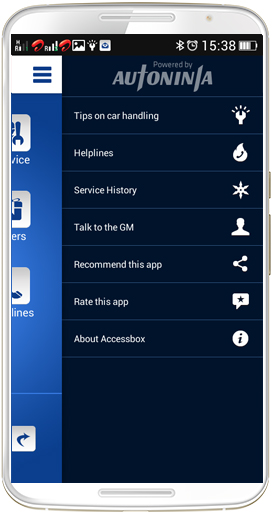 15:38
Powered by
AUTONINJA
Tips on car handling
Helplines
Service History
vice
Talk to the GM
ers
Recommend this app
Rate this app
lines
About Accessbox